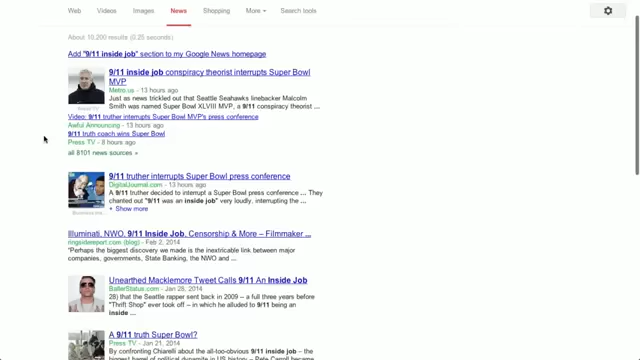 Web Videos Images News Shopping More Search tools
About 10,200 results (0.25 seconds)
Add "9/11 inside job" section to my Google News homepage
9/11 inside job conspiracy theorist interrupts Super Bowl
MVP
Metro.us - 13 hours ago
Just as news trickled out that Seattle Seahawks linebacker Malcolm
Smith was named Super Bowl XLVIII MVP, a 9/11 conspiracy theorist ...
Video: 9/11 truther interrupts Super Bowl MVP's press conference
Awful Announcing - 13 hours ago
9/11 truth coach wins Super Bowl
Press TV - 8 hours ago
all 8101 news sources »
9/11 truther interrupts Super Bowl press conference
DigitalJournal.com - 13 hours ago
A 9/11 truther decided to interrupt a Super Bowl press conference ... They
chanted out "9/11 was an inside job" very loudly, interrupting the ...
+ Show more
Illuminati, NWO, 9/11 Inside Job, Censorship & More – Filmmaker ...
ringsidereport.com (blog) - Feb 2, 2014
"Perhaps the biggest discovery we made is the inextricable link between major
companies, governments, State Banking, the NWO and ...
Unearthed Macklemore Tweet Calls 9/11 An Inside Job
BallerStatus.com - Jan 28, 2014
28) that the Seattle rapper sent back in 2009 -- a full three years before
"Thrift Shop" ever took off -- in which he alluded to 9/11 being an
inside ...
A 9/11 truth Super Bowl?
Press TV - Jan 21, 2014
By confronting Chiarelli about the all-too-obvious 9/11 inside job – the
biggest barrel of political dynamite in US history – Pete Carroll became